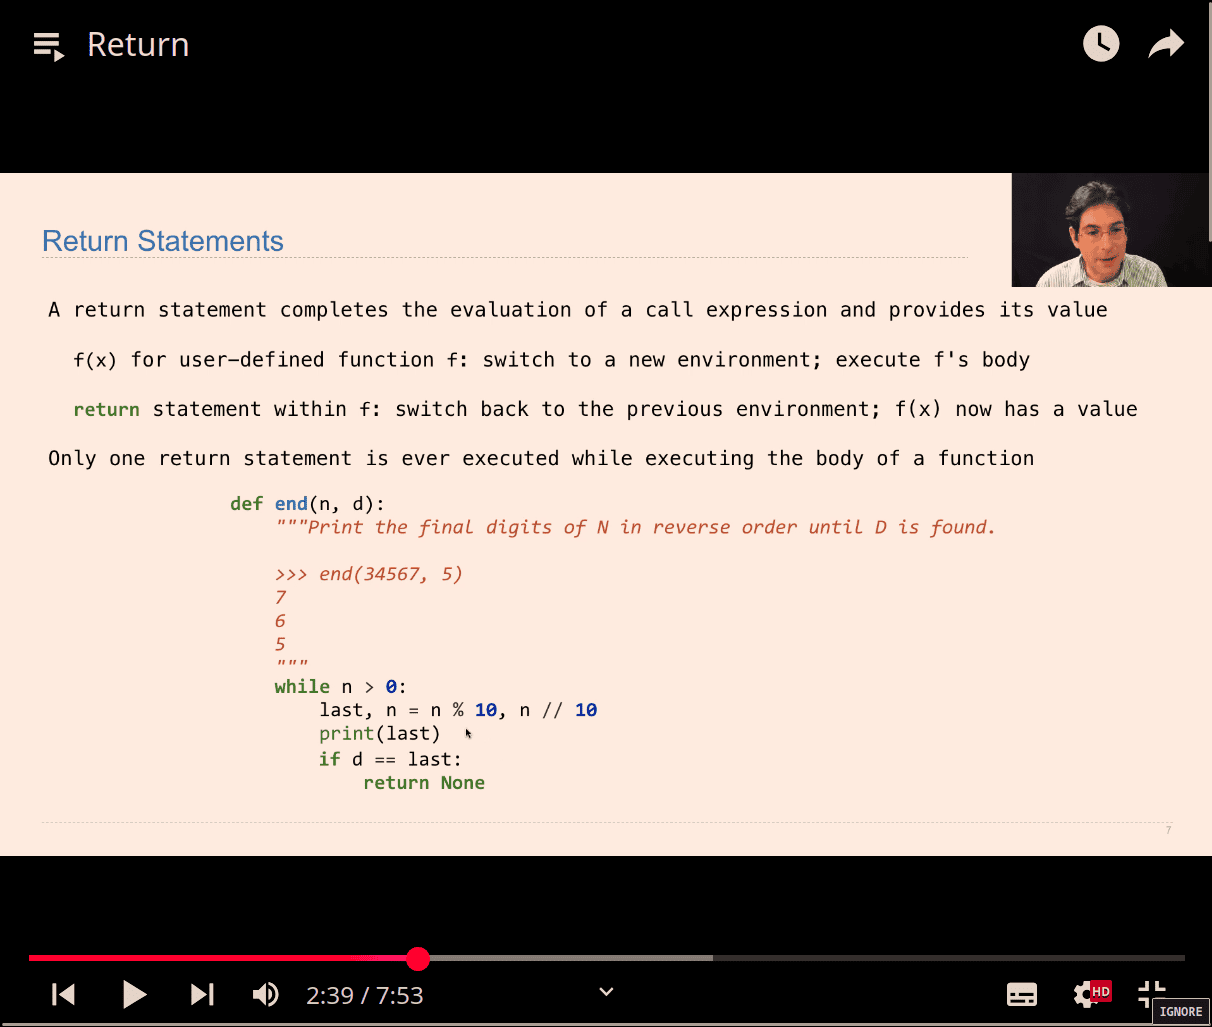 Return
Return Statements
A return statement completes the evaluation of a call expression and provides its value
f(x) for user-defined function f: switch to a new environment; execute f's body
return statement within f: switch back to the previous environment; f(x) now has a value
Only one return statement is ever executed while executing the body of a function
def end(n, d):
"""Print the final digits of N in reverse order until D is found.
>>> end(34567, 5)
7
6
5
"""
while n > 0:
last, n = n % 10, n // 10
print(last)
if d == last:
return None
7
2:39 / 7:53
HD
IGNORE